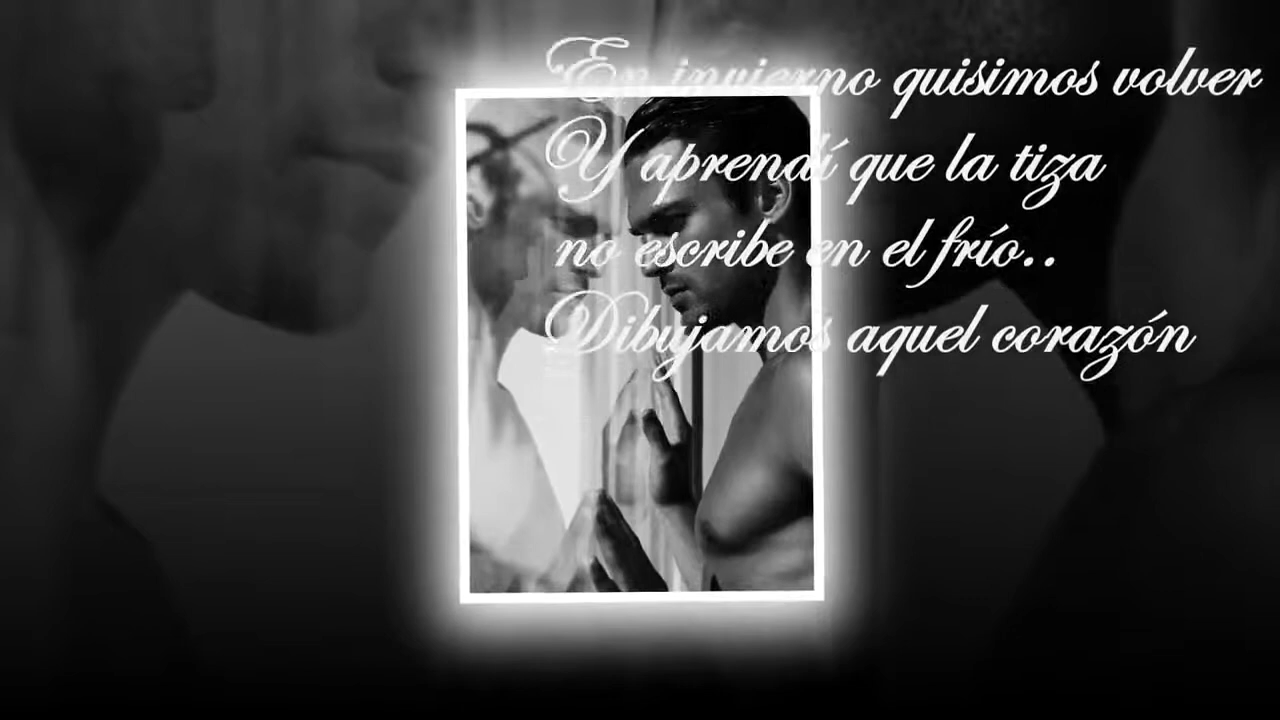 En invierno quisimos volver
Y aprendí que la tiza
no escribe en el frío..
Dibujamos aquel corazón